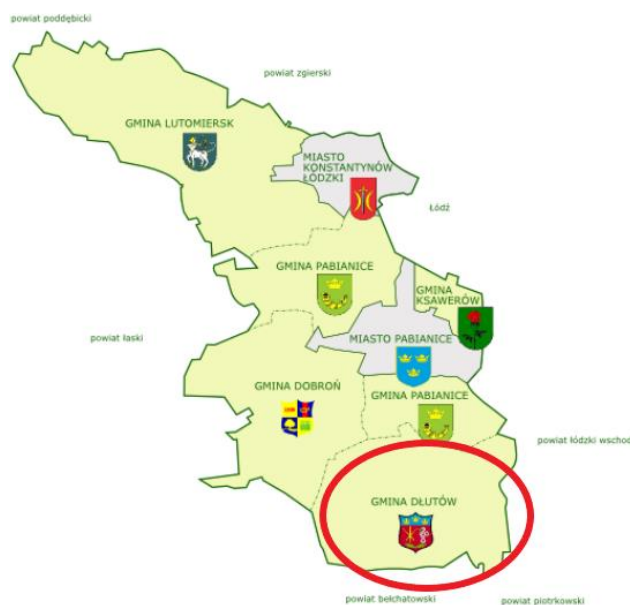 powiat poddębicki
powiat zgierski
GMINA LUTOMIERSK
MIASTO
KONSTANTYNÓW
ŁÓDZKI
Łódź
GMINA PABIANICE
GMINA
KSAWERÓW
powiat łaski
MIASTO PABIANICE
GMINA DOBROŃ
GMINA PABIANICE
powiat łódzki wschod
GMINA DŁUTÓW
powiat bełchatowski
powiat piotrkowski